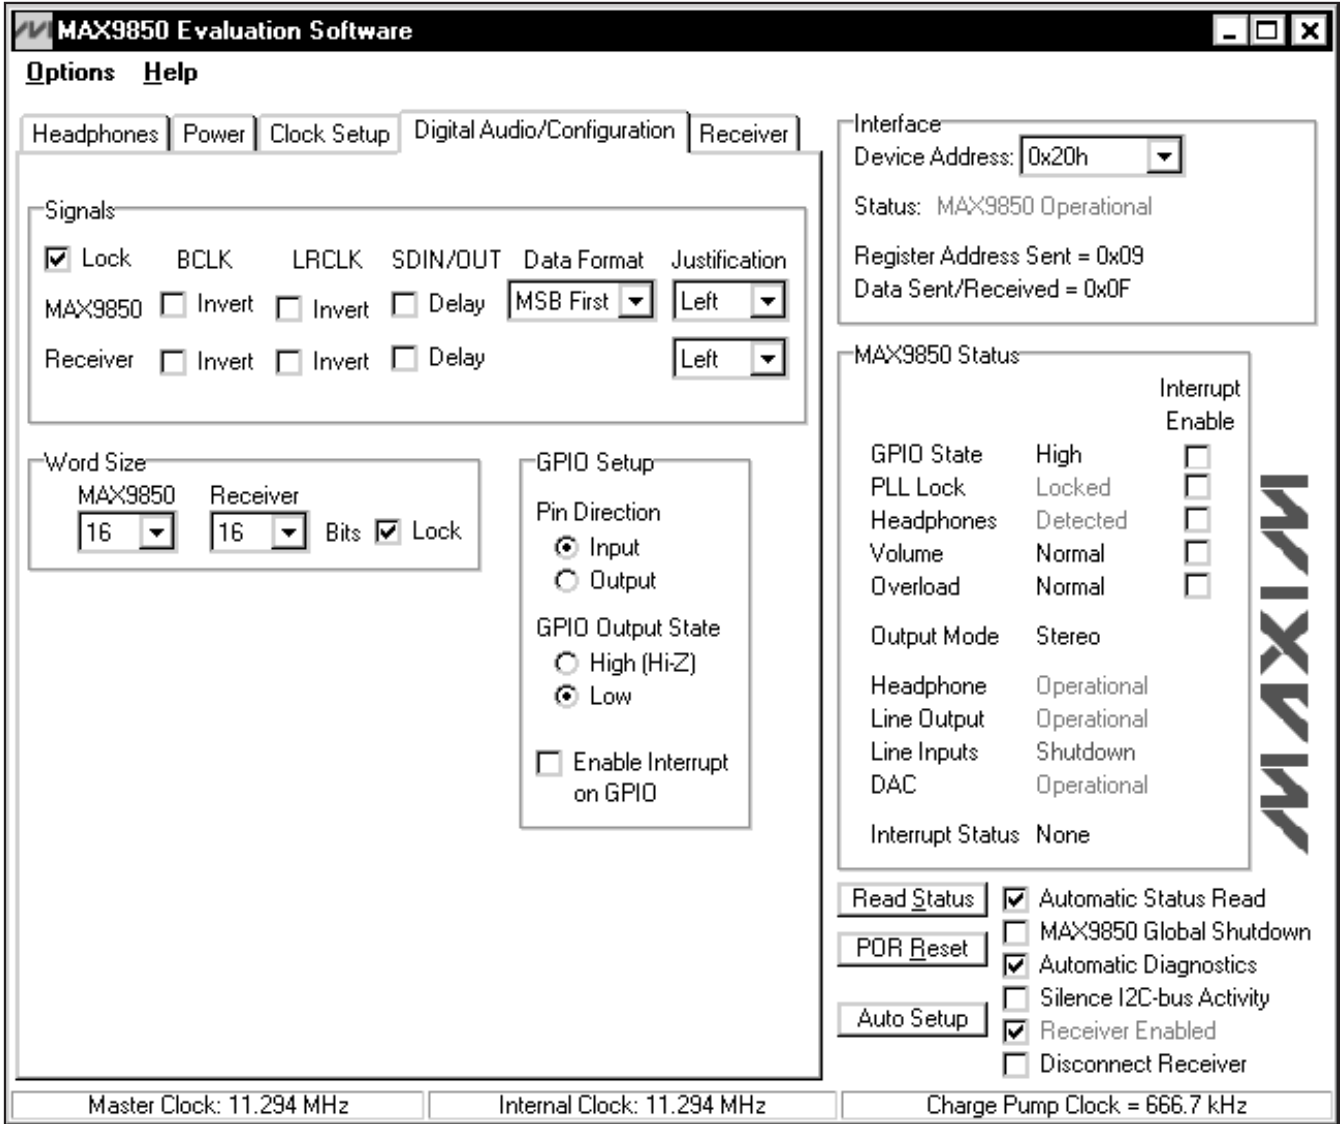 MAX9850 Evaluation Software
Options Help
Headphones Power Clock Setup Digital Audio/Configuration Receiver
Signals
Lock BCLK LRCLK SDIN/OUT Data Format Justification
MAX9850 Invert Invert Delay MSB First Left
Receiver Invert Invert Delay Left
Word Size
MAX9850 Receiver
16 16 Bits Lock
GPIO Setup
Pin Direction
Input
Output
GPIO Output State
High (Hi-Z)
Low
Enable Interrupt
on GPIO
Interface
Device Address: 0x20h
Status: MAX9850 Operational
Register Address Sent = 0x09
Data Sent/Received = 0x0F
MAX9850 Status
Interrupt
Enable
GPIO State High
PLL Lock Locked
Headphones Detected
Volume Normal
Overload Normal
Output Mode Stereo
Headphone Operational
Line Output Operational
Line Inputs Shutdown
DAC Operational
Interrupt Status None
MAXIM
Read Status Automatic Status Read
MAX9850 Global Shutdown
POR Reset
Automatic Diagnostics
Silence I2C-bus Activity
Auto Setup
Receiver Enabled
Disconnect Receiver
Master Clock: 11.294 MHz Internal Clock: 11.294 MHz Charge Pump Clock = 666.7 kHz